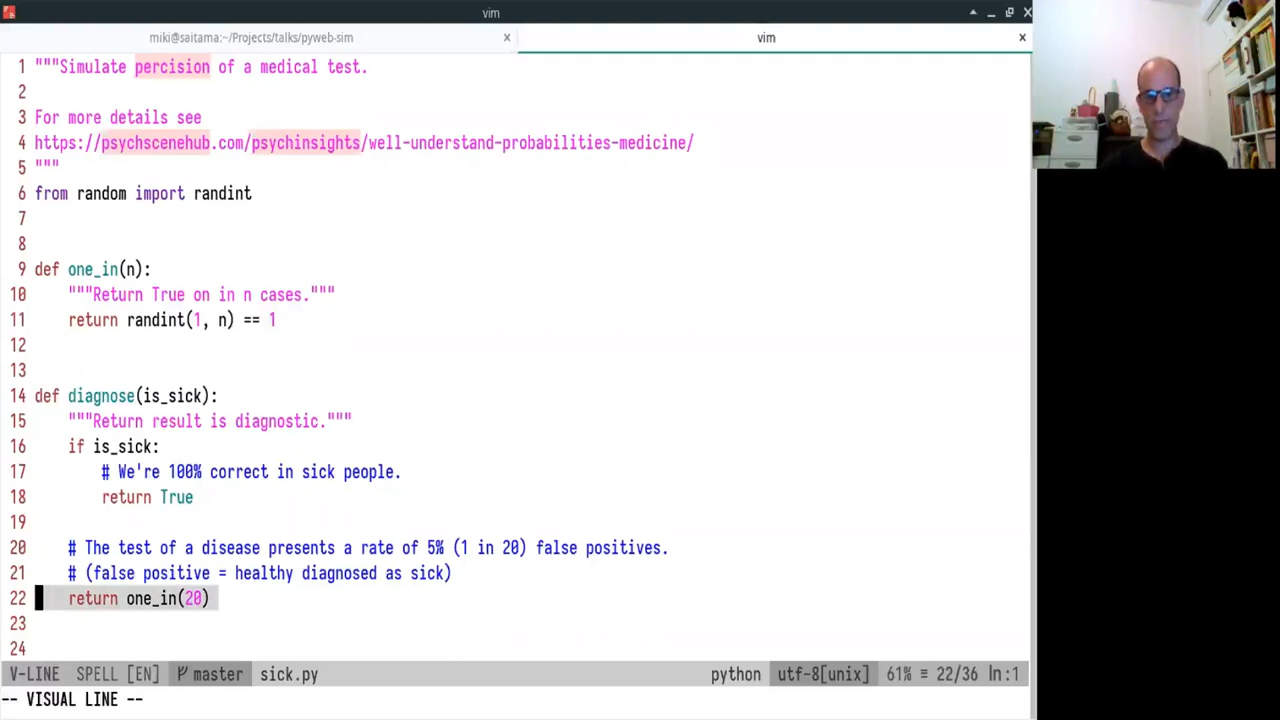 vim
miki@saitama:~/Projects/talks/pyweb-sim × vim ×
1 """Simulate percision of a medical test.
2
3 For more details see
4 https://psychscenehub.com/psychinsights/well-understand-probabilities-medicine/
5 """
6 from random import randint
7
8
9 def one_in(n):
10 """Return True on in n cases."""
11 return randint(1, n) == 1
12
13
14 def diagnose(is_sick):
15 """Return result is diagnostic."""
16 if is_sick:
17 # We're 100% correct in sick people.
18 return True
19
20 # The test of a disease presents a rate of 5% (1 in 20) false positives.
21 # (false positive = healthy diagnosed as sick)
22 return one_in(20)
23
24
V-LINE SPELL [EN] master sick.py python utf-8[unix] 61% ≡ 22/36 ln:1
-- VISUAL LINE --